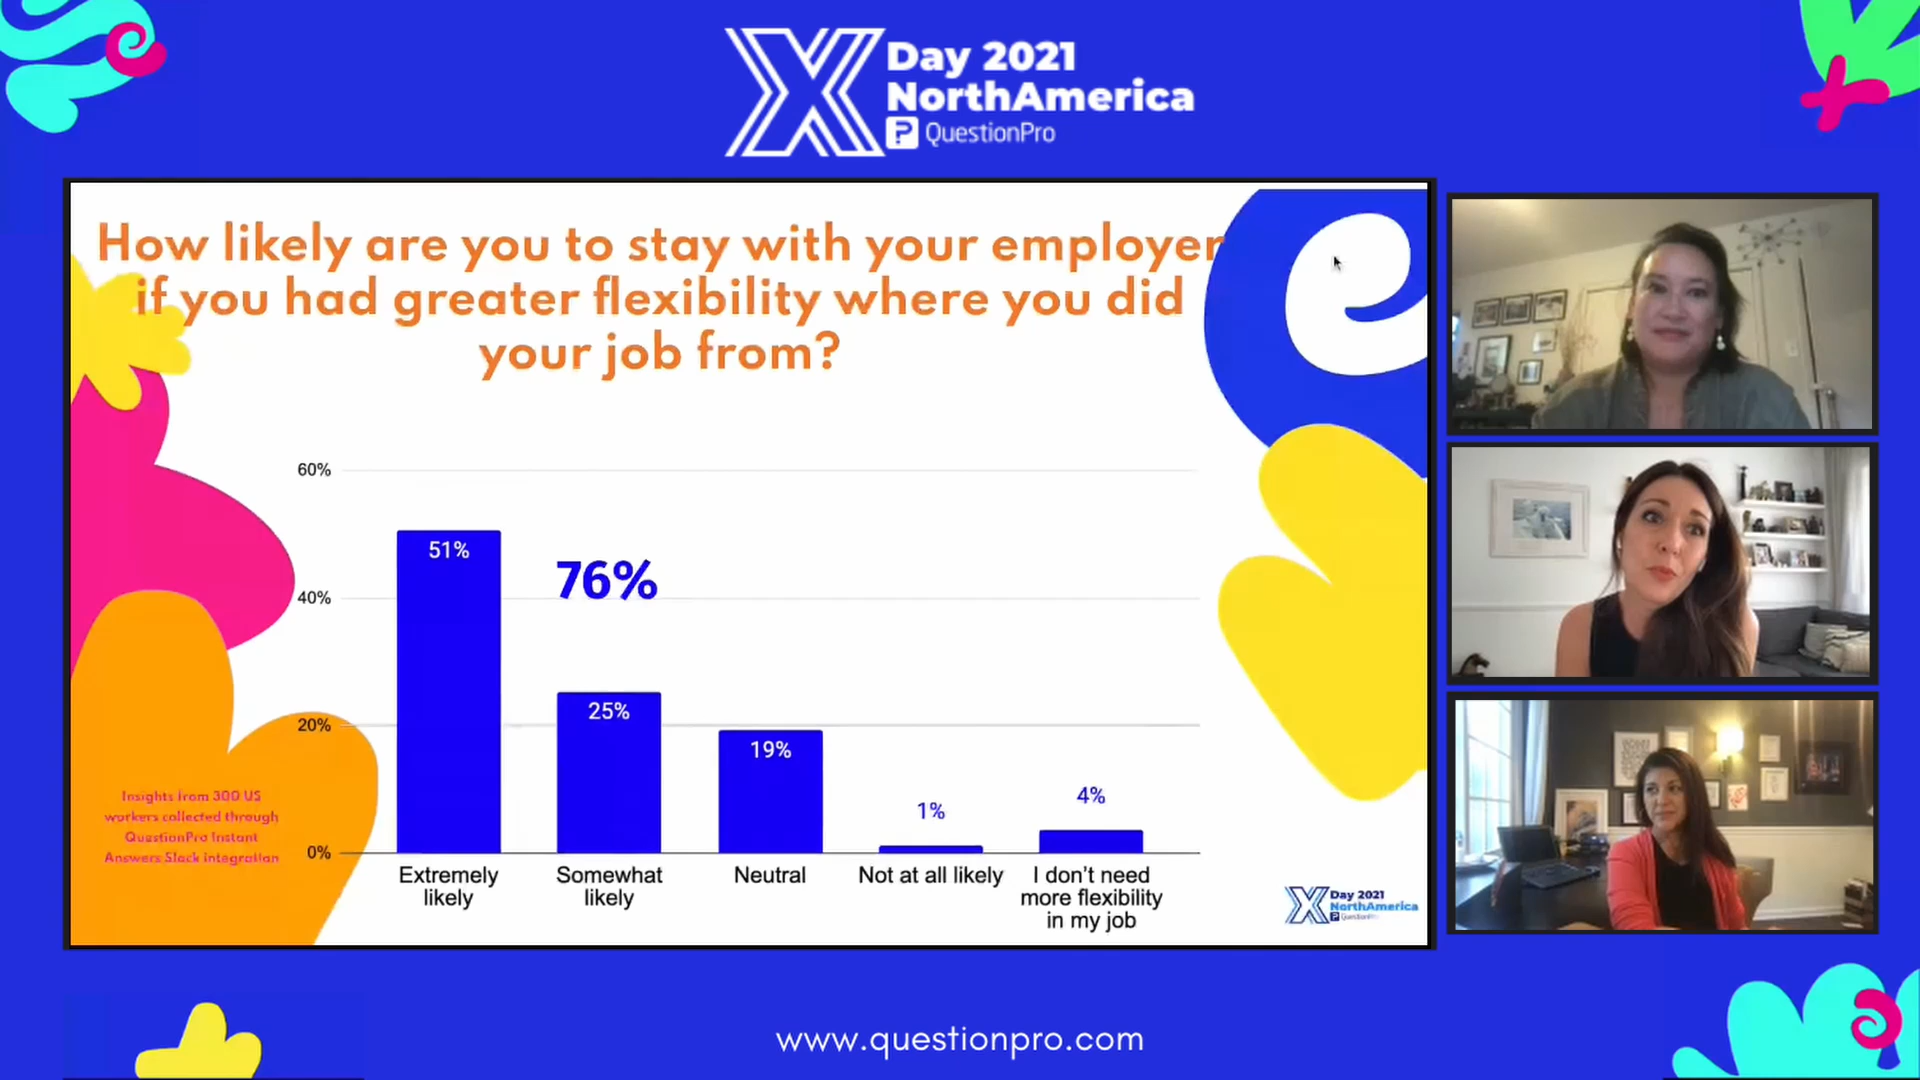 Day 2021
NorthAmerica
QuestionPro
How likely are you to stay with your employer
if you had greater flexibility where you did
your job from?
60%
40%
20%
0%
51%
76%
25%
19%
1%
4%
Extremely
likely
Somewhat
likely
Neutral
Not at all likely
I don't need
more flexibility
in my job
Insights from 300 US
workers collected through
QuestionPro Instant
Answers Slack integration
Day 2021
NorthAmerica
QuestionPro
www.questionpro.com